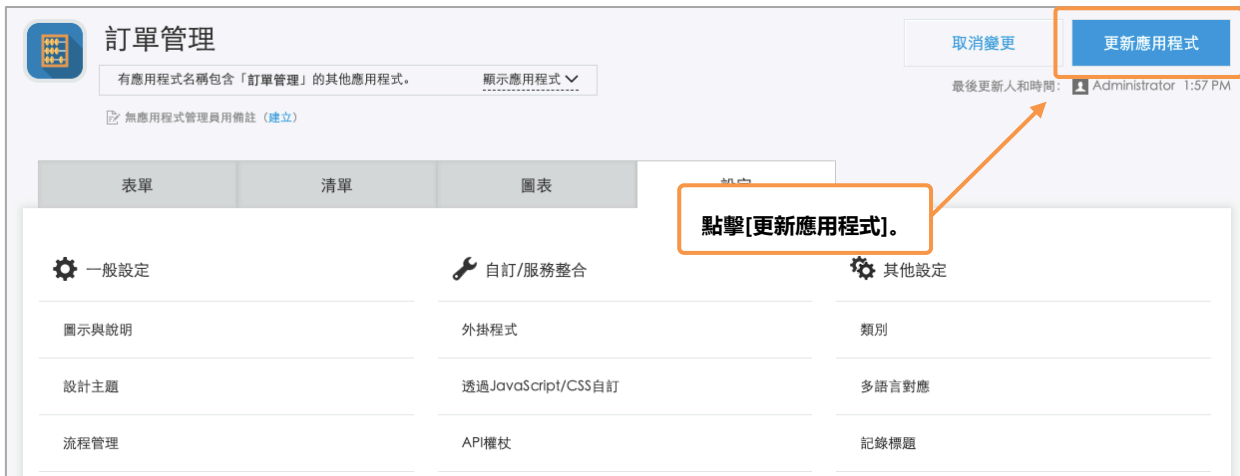 訂單管理
取消變更
更新應用程式
有應用程式名稱包含「訂單管理」的其他應用程式。
顯示應用程式
最後更新人和時間: Administrator 1:57 PM
無應用程式管理員用備註（建立）
表單
清單
圖表
點擊[更新應用程式]。
一般設定
自訂/服務整合
其他設定
圖示與說明
外掛程式
類別
設計主題
透過JavaScript/CSS自訂
多語言對應
流程管理
API權杖
記錄標題